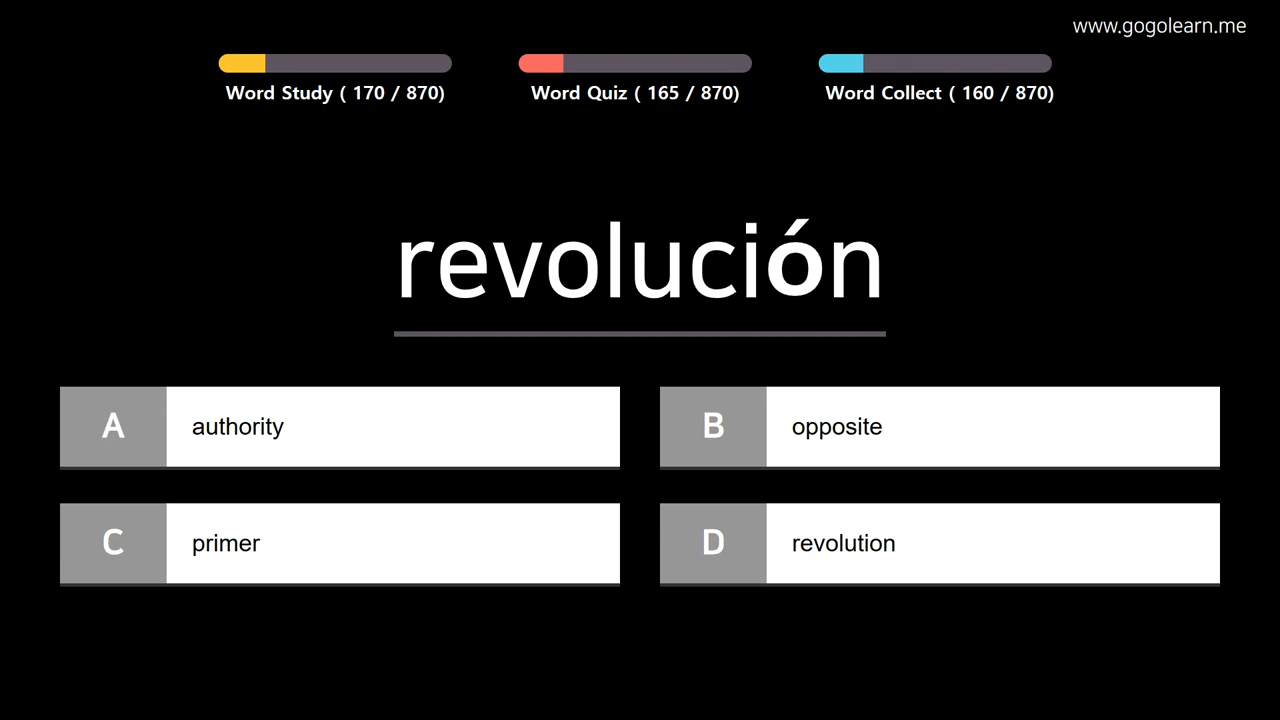 www.gogolearn.me
Word Study ( 170 / 870)
Word Quiz ( 165 / 870)
Word Collect ( 160 / 870)
revolución
A authority
B opposite
C primer
D revolution